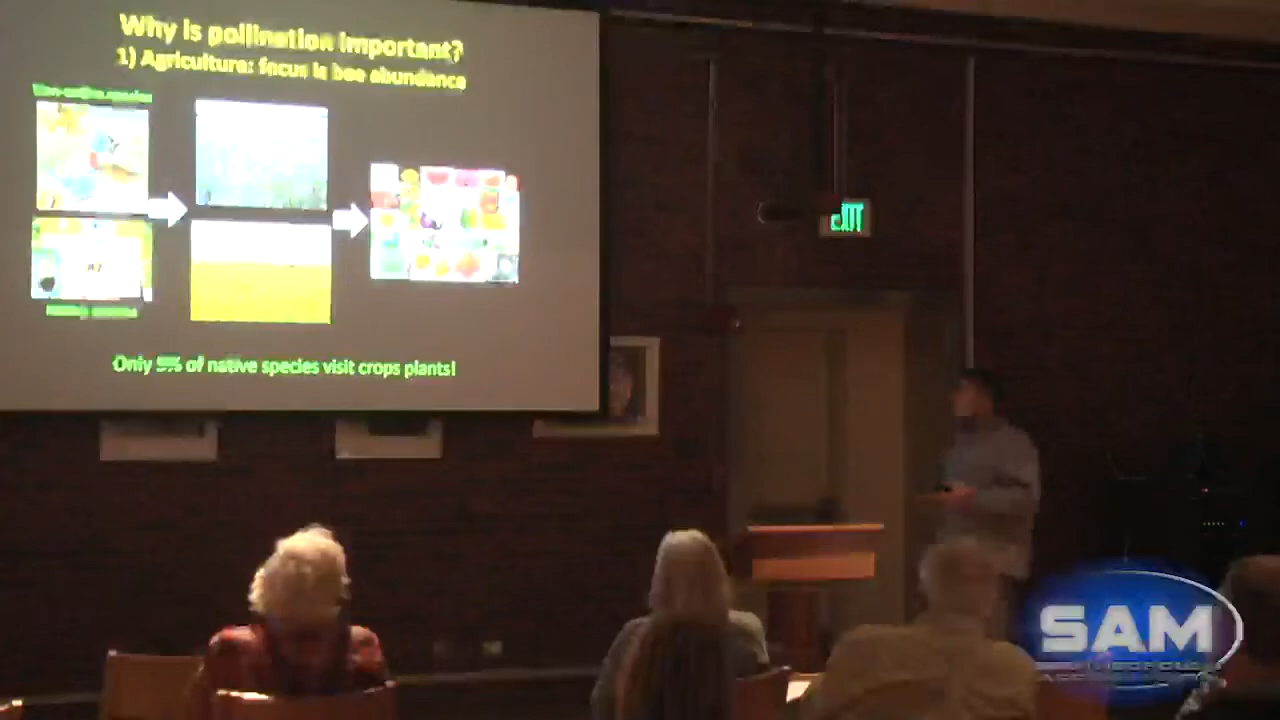 Why is pollination important?
1) Agriculture: focus is bee abundance
Only 5% of native species visit crops plants!
EXIT
SAM